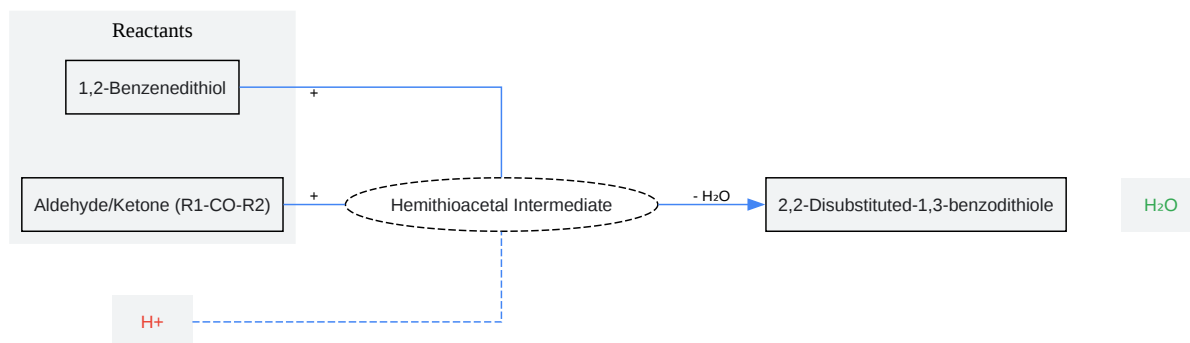 Reactants
1,2-Benzenedithiol
+
Aldehyde/Ketone (R1-CO-R2)
+
Hemithioacetal Intermediate
- H₂O
2,2-Disubstituted-1,3-benzodithiole
H₂O
H+